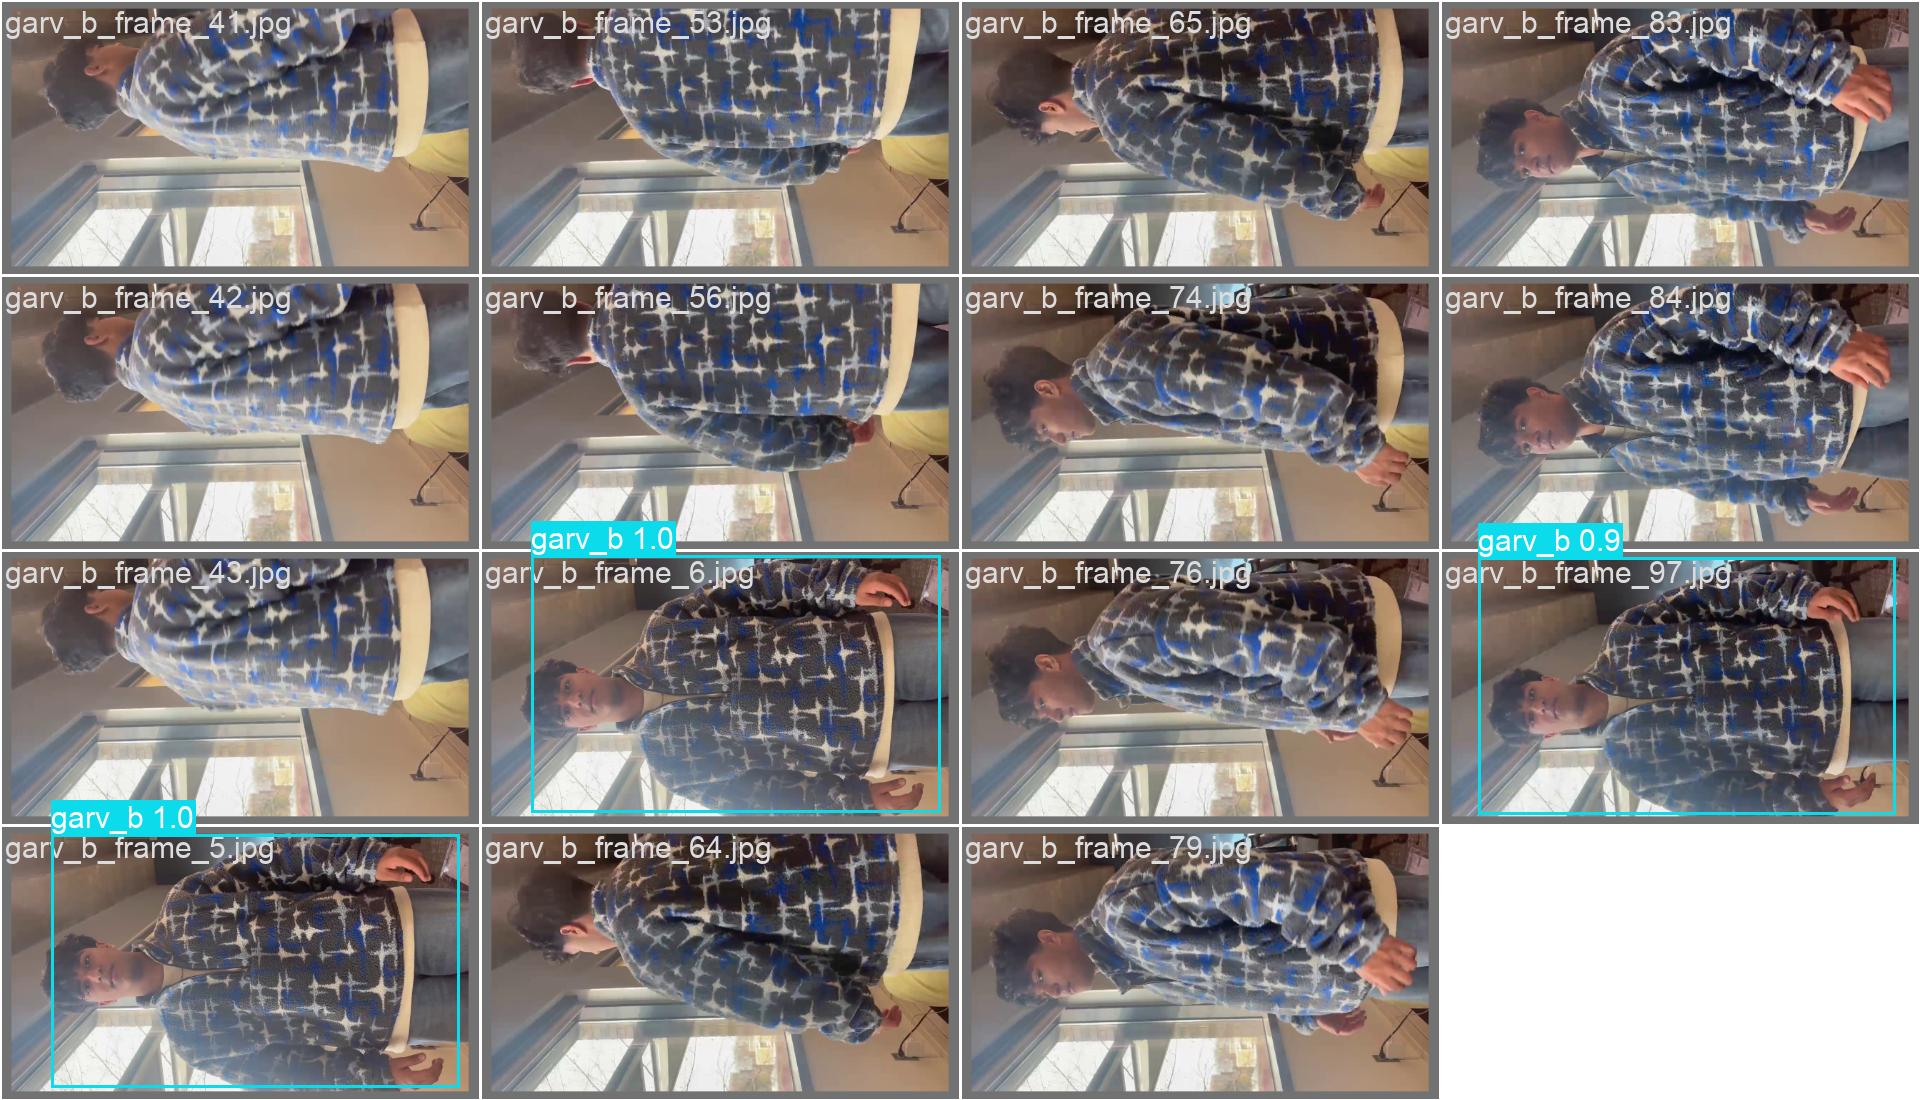 garv_b_frame_41.jpg
garv_b_frame_53.jpg
garv_b_frame_65.jpg
garv_b_frame_83.jpg
garv_b_frame_42.jpg
garv_b_frame_56.jpg
garv_b_frame_74.jpg
garv_b_frame_84.jpg
garv_b_frame_43.jpg
garv_b 1.0
garv_b_frame_6.jpg
garv_b_frame_76.jpg
garv_b 0.9
garv_b_frame_97.jpg
garv_b 1.0
garv_b_frame_5.jpg
garv_b_frame_64.jpg
garv_b_frame_79.jpg